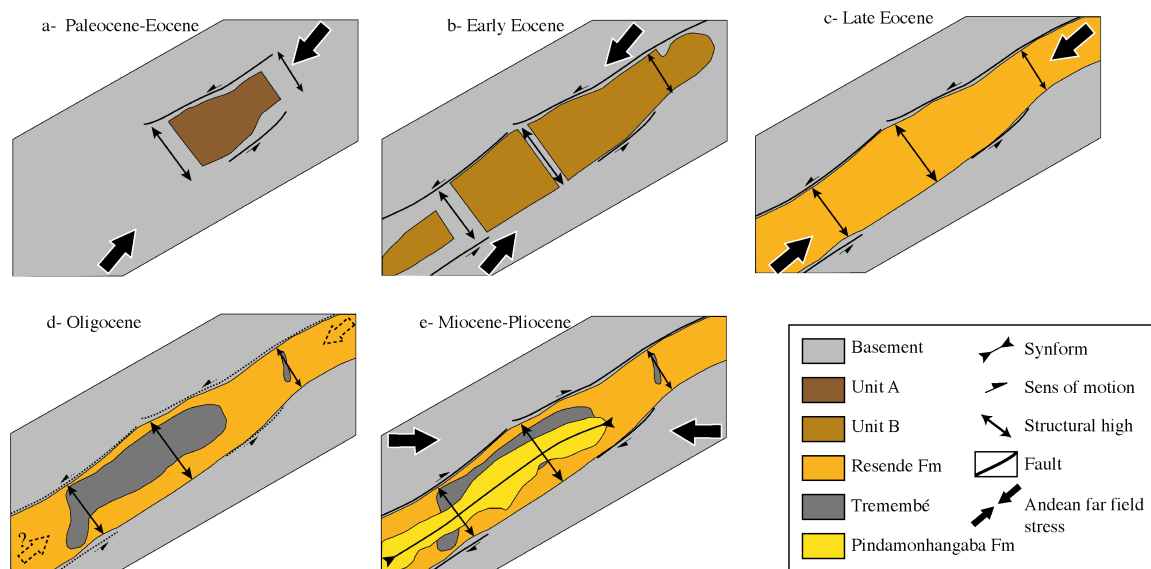 a- Paleocene-Eocene
b- Early Eocene
c- Late Eocene
d- Oligocene
e- Miocene-Pliocene
?
Basement
Unit A
Unit B
Resende Fm
Tremembé
Pindamonhangaba Fm
Synform
Sens of motion
Structural high
Fault
Andean far field
stress